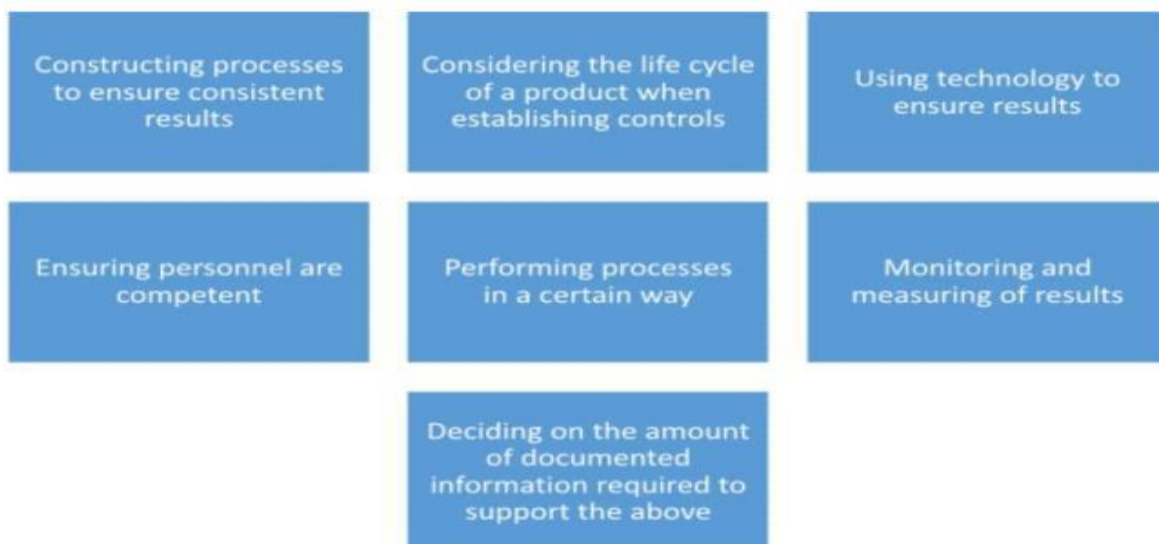 Constructing processes
to ensure consistent
results
Considering the life cycle
of a product when
establishing controls
Using technology to
ensure results
Ensuring personnel are
competent
Performing processes
in a certain way
Monitoring and
measuring of results
Deciding on the amount
of documented
information required to
support the above